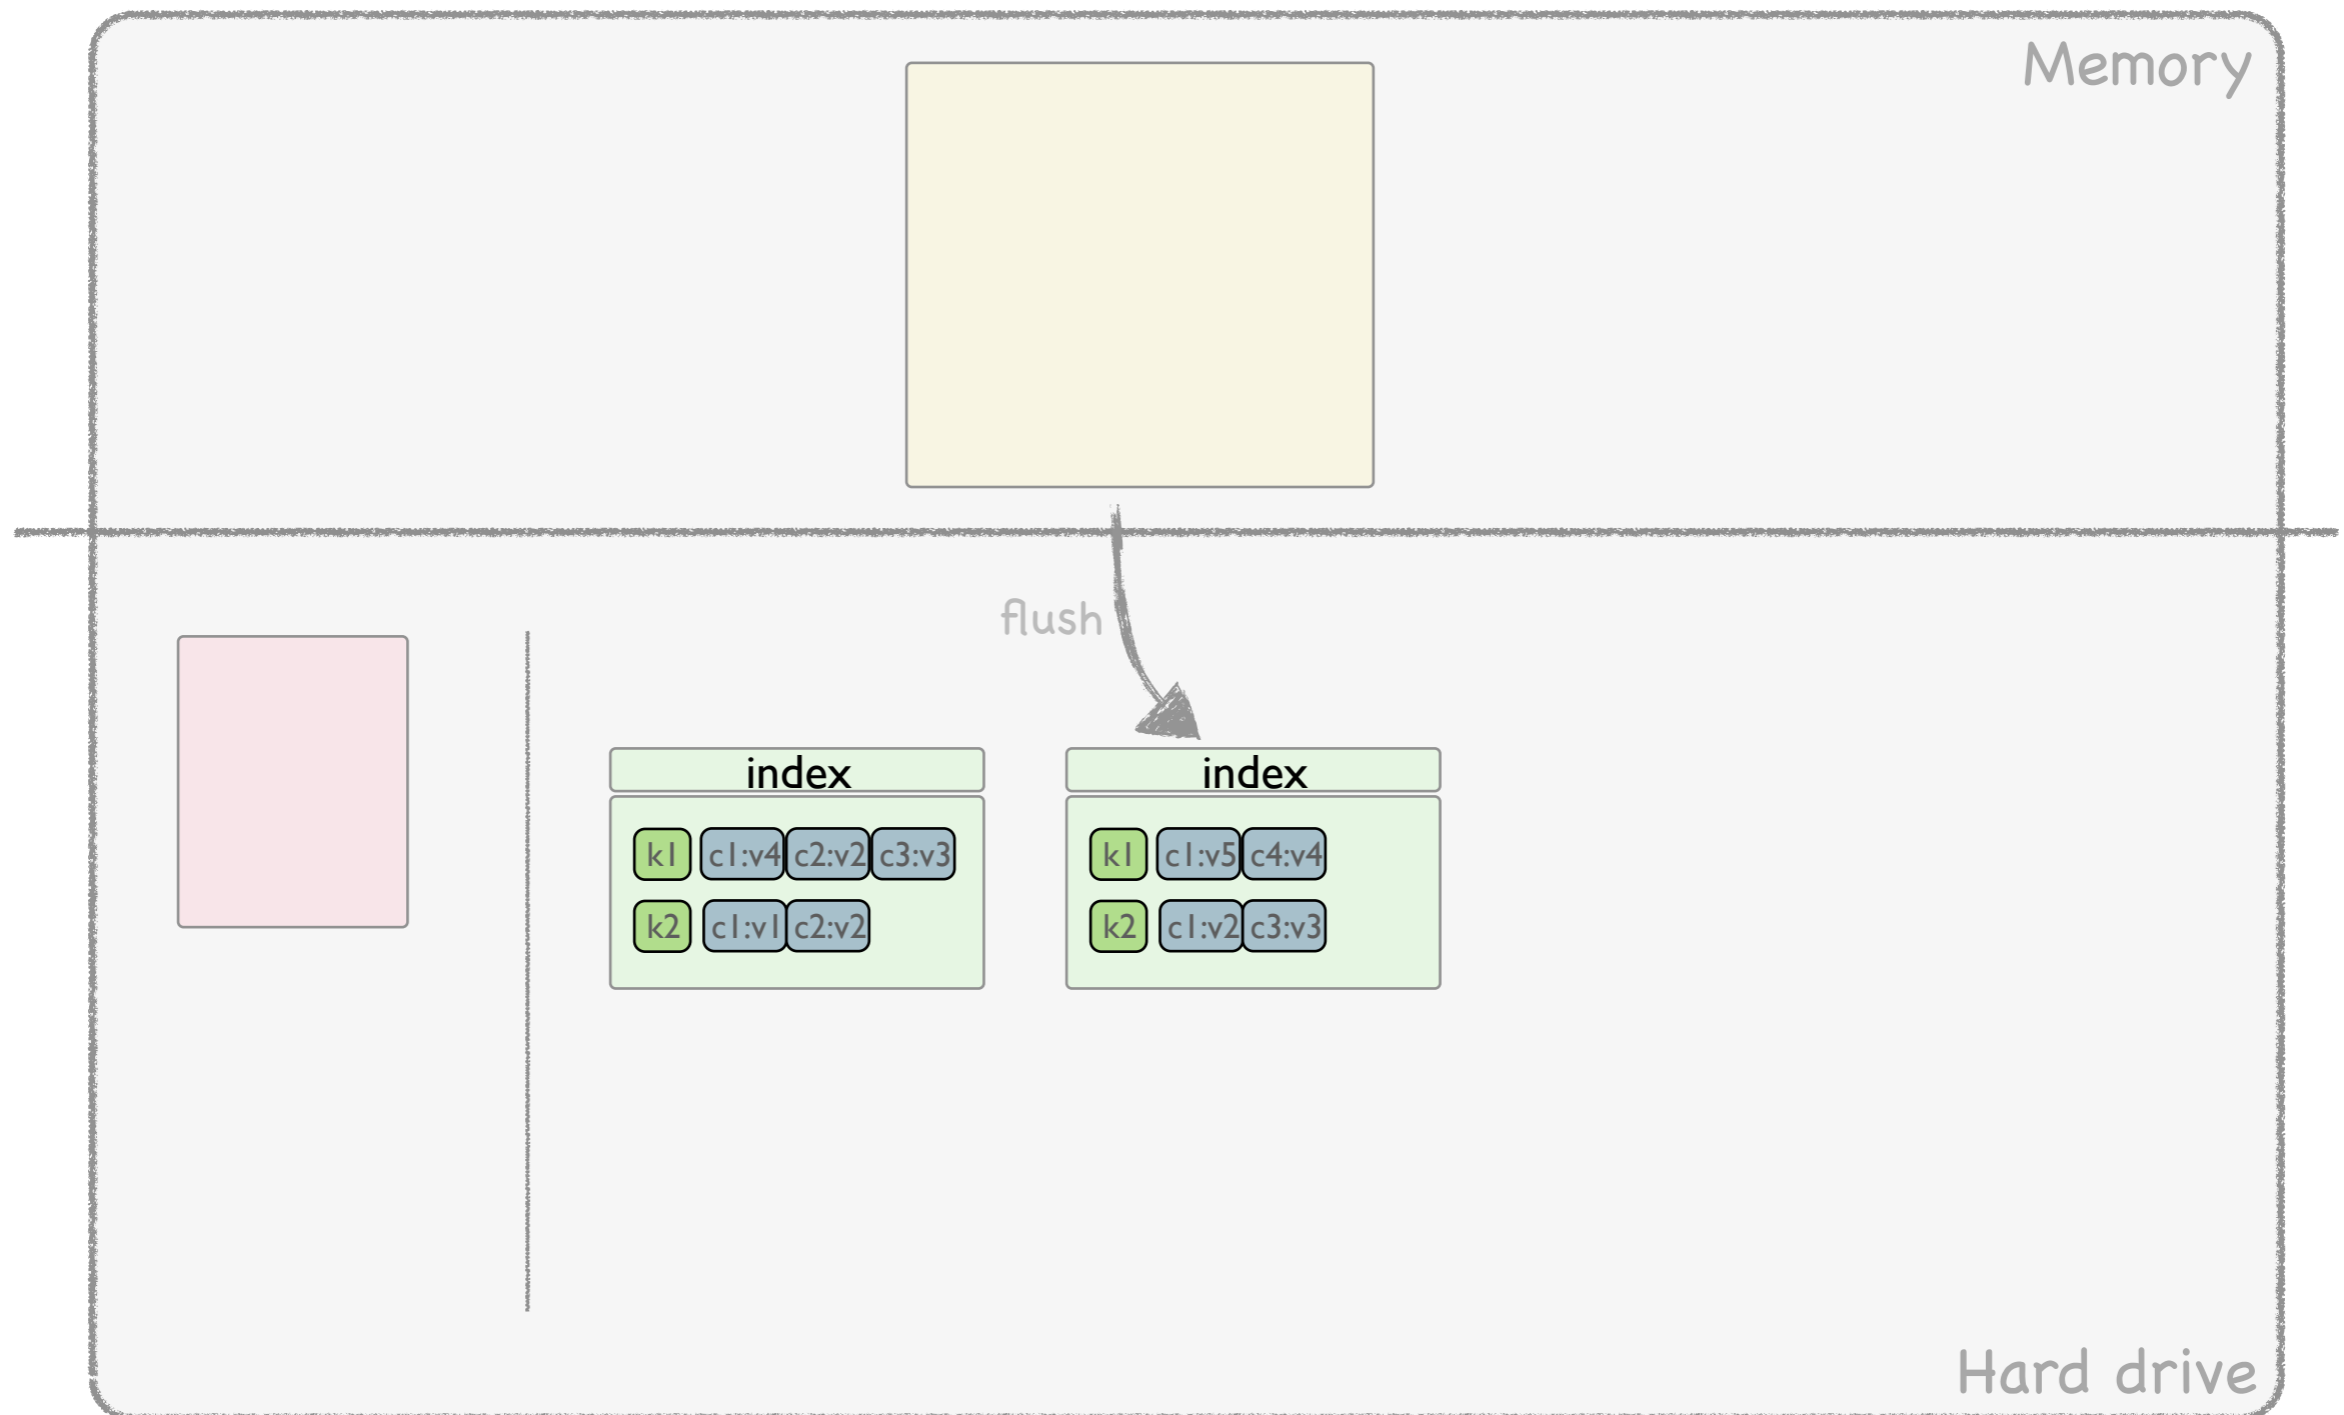 Memory
flush
index
k1 c1:v4 c2:v2 c3:v3
k2 c1:v1 c2:v2
index
k1 c1:v5 c4:v4
k2 c1:v2 c3:v3
Hard drive